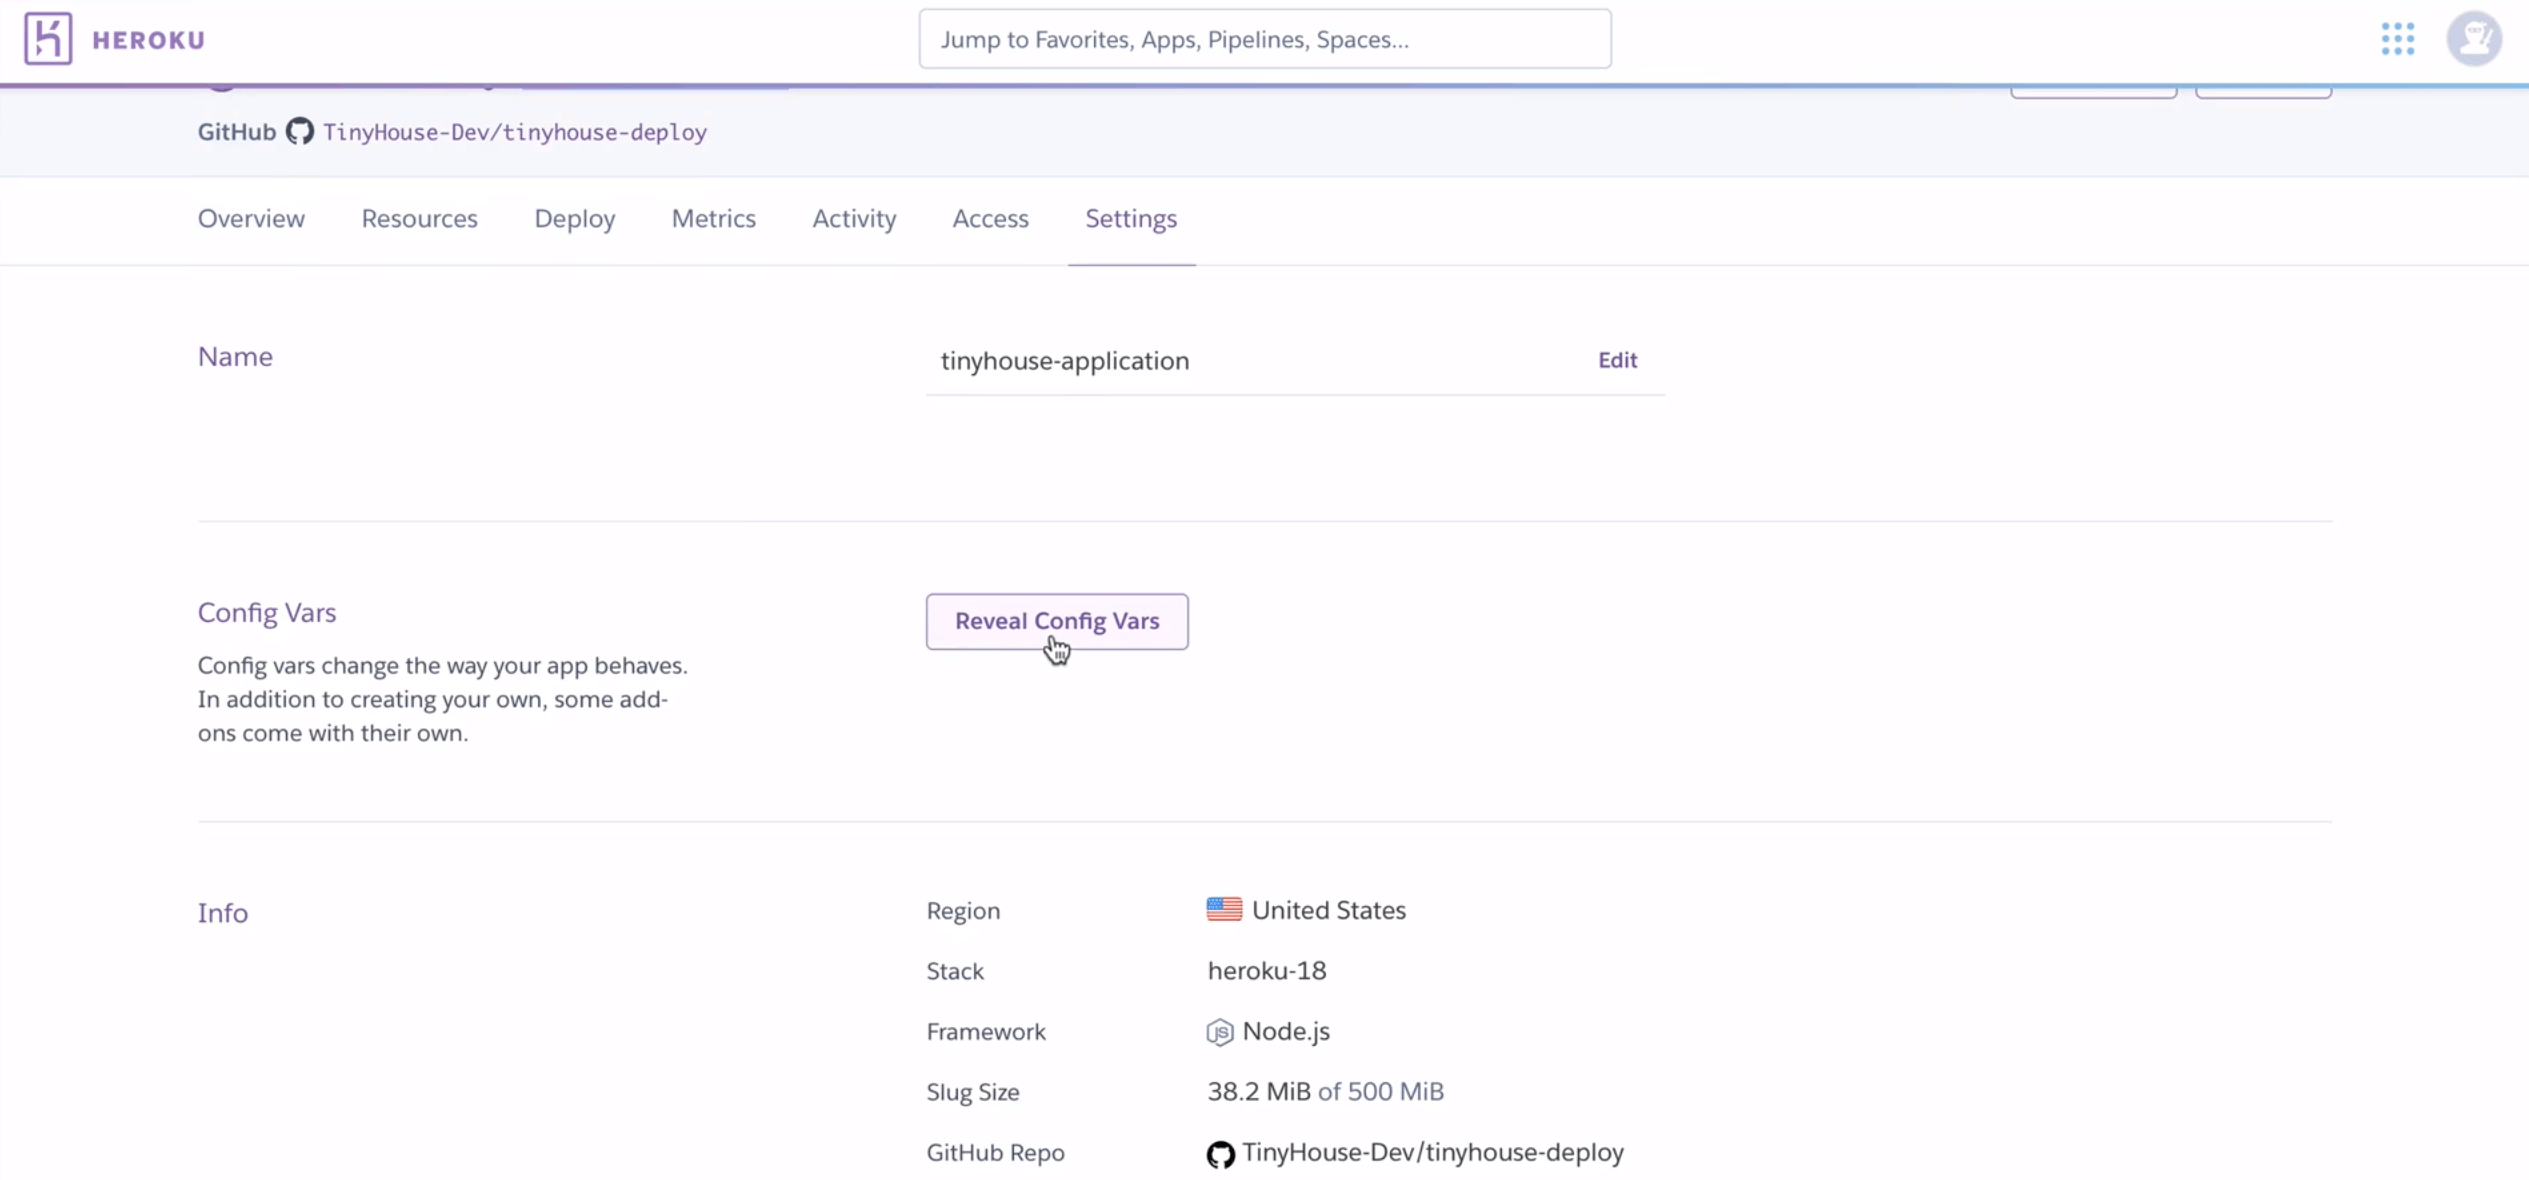 HEROKU
Jump to Favorites, Apps, Pipelines, Spaces...
GitHub TinyHouse-Dev/tinyhouse-deploy
Overview Resources Deploy Metrics Activity Access Settings
Name
tinyhouse-application Edit
Config Vars
Reveal Config Vars
Config vars change the way your app behaves.
In addition to creating your own, some add-
ons come with their own.
Info
Region United States
Stack heroku-18
Framework Node.js
Slug Size 38.2 MiB of 500 MiB
GitHub Repo TinyHouse-Dev/tinyhouse-deploy